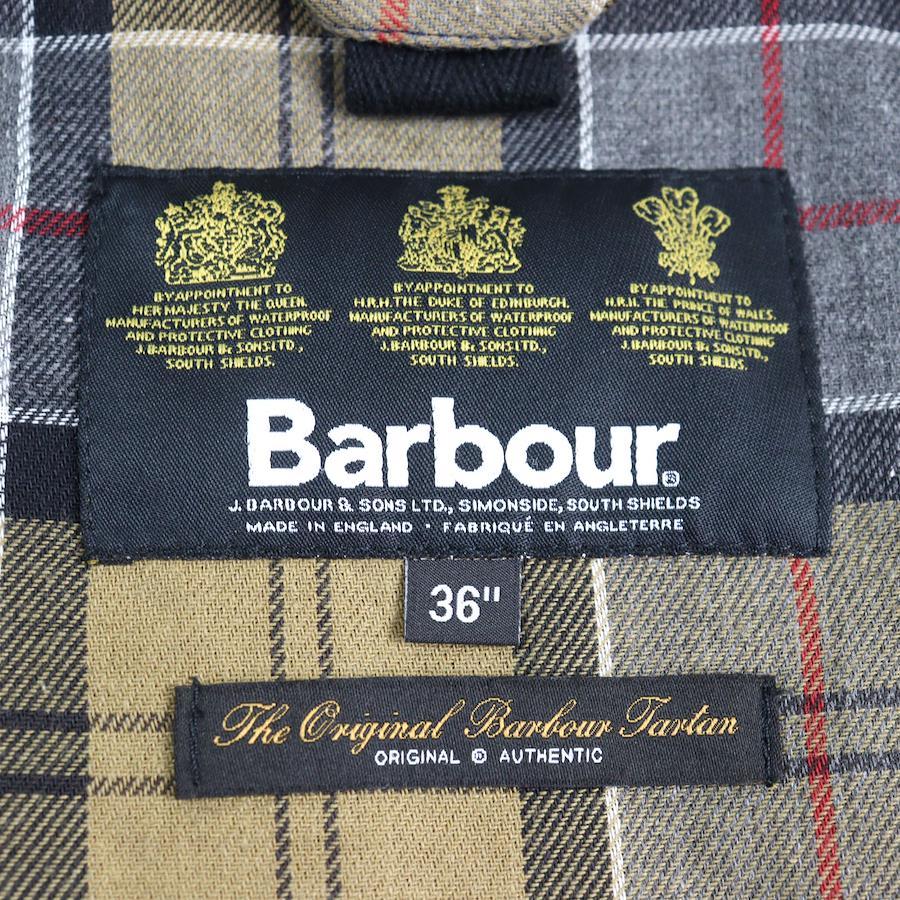 BY APPOINTMENT TO
HER MAJESTY THE QUEEN.
MANUFACTURERS OF WATERPROOF
AND PROTECTIVE CLOTHING
J. BARBOUR & SONS LTD.,
SOUTH SHIELDS.
BY APPOINTMENT TO
H.R.H. THE DUKE OF EDINBURGH.
MANUFACTURERS OF WATERPROOF
AND PROTECTIVE CLOTHING
J. BARBOUR & SONS LTD.,
SOUTH SHIELDS.
BY APPOINTMENT TO
H.R.H. THE PRINCE OF WALES.
MANUFACTURERS OF WATERPROOF
AND PROTECTIVE CLOTHING
J. BARBOUR & SONS LTD.,
SOUTH SHIELDS.
Barbour®
J. BARBOUR & SONS LTD., SIMONSIDE, SOUTH SHIELDS
MADE IN ENGLAND · FABRIQUÉ EN ANGLETERRE
36"
The Original Barbour Tartan
ORIGINAL ® AUTHENTIC